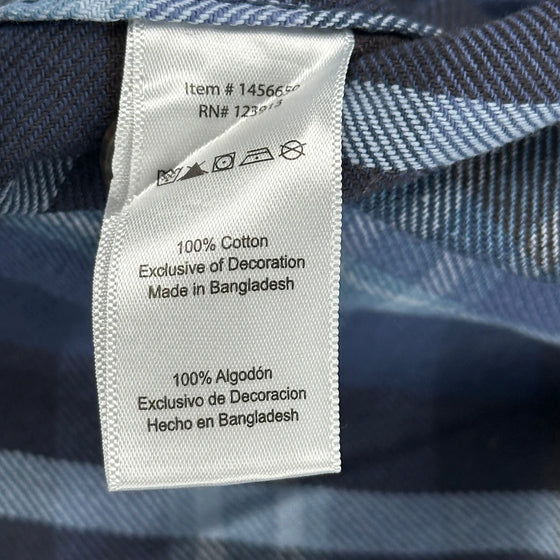 Item #
RN#
100% Cotton
Exclusive of Decoration
Made in Bangladesh
100% Algodón
Exclusivo de Decoracion
Hecho en Bangladesh